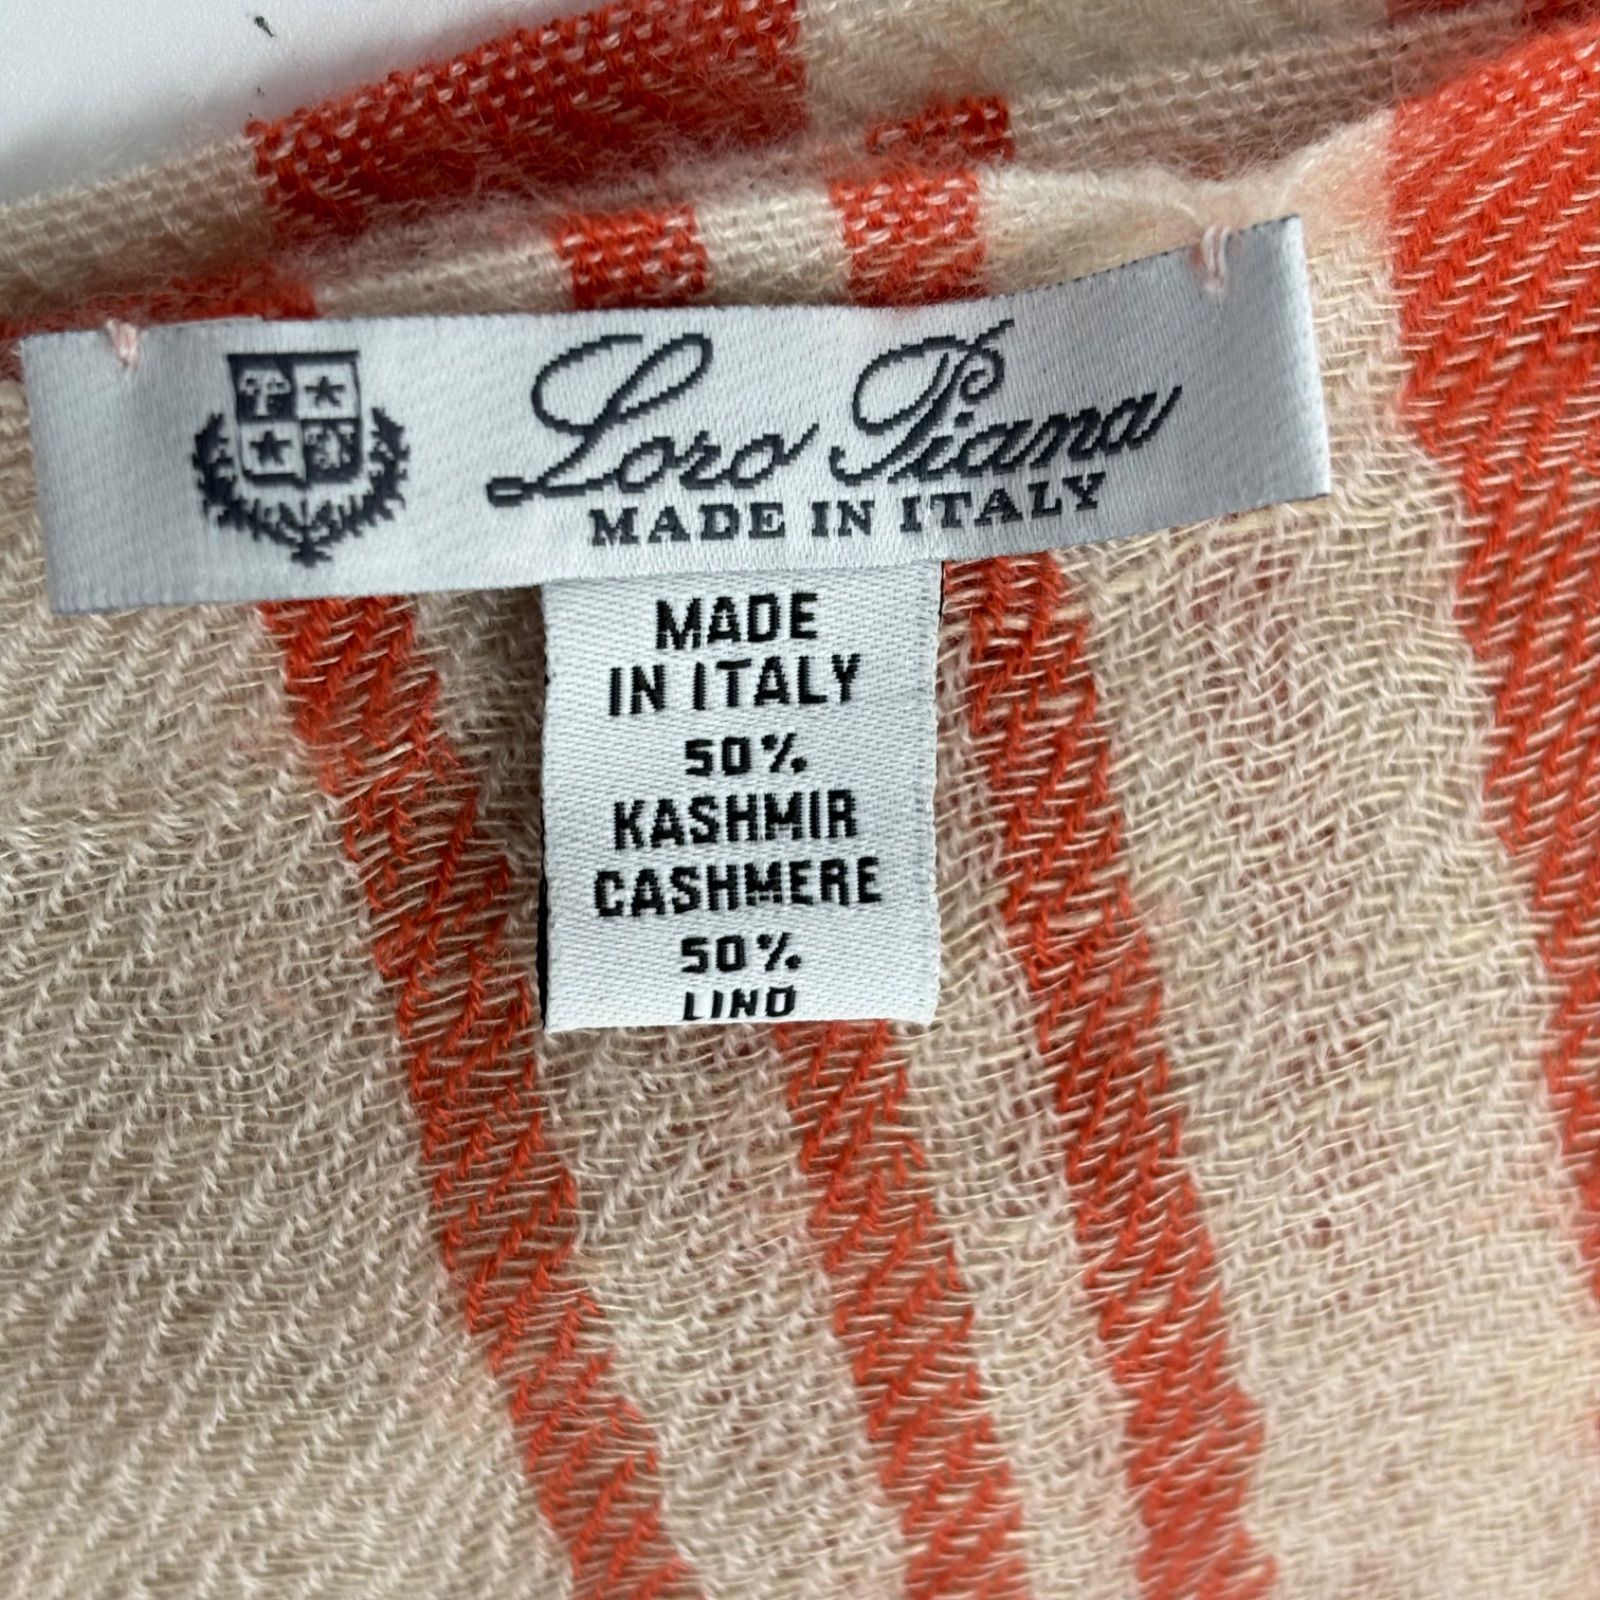 Loro Piana
MADE IN ITALY
MADE
IN ITALY
50%
KASHMIR
CASHMERE
50%
LINO